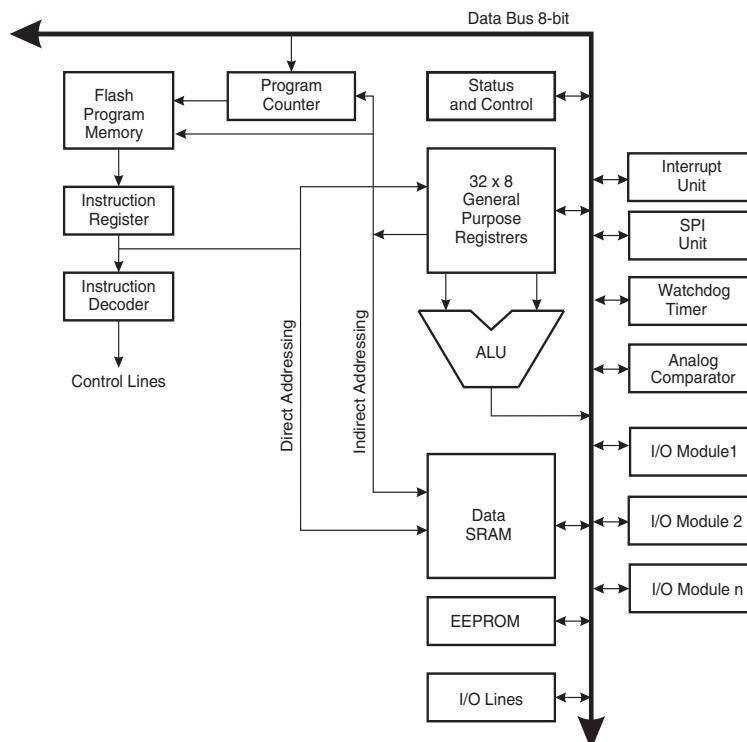 Data Bus 8-bit
Flash
Program
Memory
Program
Counter
Status
and Control
Instruction
Register
32 x 8
General
Purpose
Registrers
Interrupt
Unit
SPI
Unit
Instruction
Decoder
Watchdog
Timer
ALU
Analog
Comparator
Control Lines
Direct Addressing
Indirect Addressing
I/O Module1
Data
SRAM
I/O Module 2
I/O Module n
EEPROM
I/O Lines